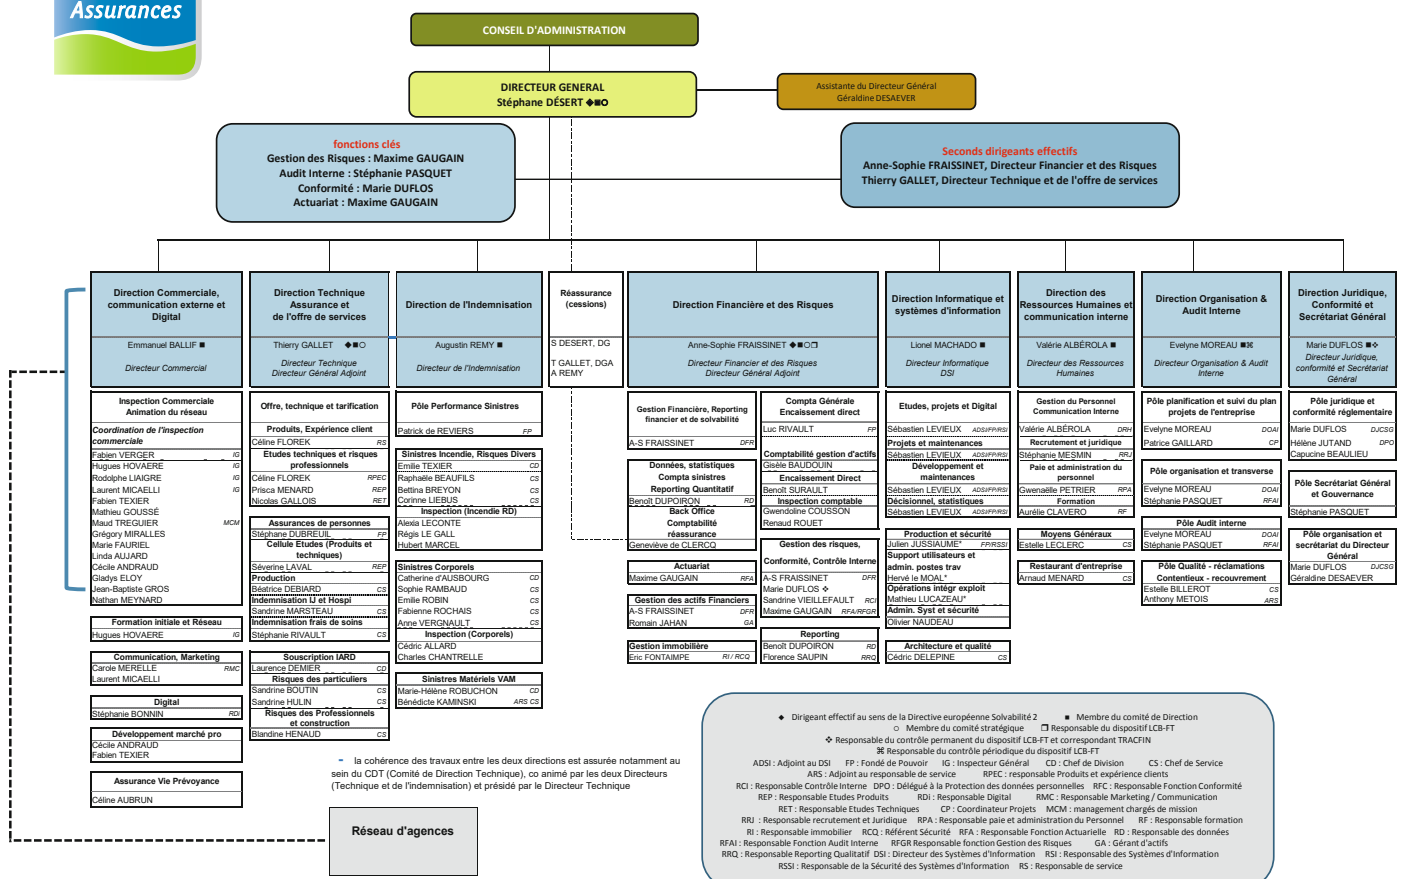 Assurances
CONSEIL D'ADMINISTRATION
DIRECTEUR GENERAL
Stéphane DÉSERT ◆■○
Assistante du Directeur Général
Géraldine DESAEVER
fonctions clés
Gestion des Risques : Maxime GAUGAIN
Audit Interne : Stéphanie PASQUET
Conformité : Marie DUFLOS
Actuariat : Maxime GAUGAIN
Seconds dirigeants effectifs
Anne-Sophie FRAISSINET, Directeur Financier et des Risques
Thierry GALLET, Directeur Technique et de l'offre de services
Direction Commerciale,
communication externe et
Digital
Emmanuel BALLIF ■
Directeur Commercial
Inspection Commerciale
Animation du réseau
Coordination de l'inspection
commerciale
Fabien VERGER IG
Hugues HOVAERE IG
Rodolphe LIAIGRE IG
Laurent MICAELLI IG
Fabien TEXIER
Mathieu GOUSSÉ
Maud TREGUIER MCM
Grégory MIRALLES
Marie FAURIEL
Linda AUJARD
Cécile ANDRAUD
Gladys ELOY
Jean-Baptiste GROS
Nathan MEYNARD
Formation initiale et Réseau
Hugues HOVAERE IG
Communication, Marketing
Carole MERELLE RMC
Laurent MICAELLI
Digital
Stéphanie BONNIN RDi
Développement marché pro
Cécile ANDRAUD
Fabien TEXIER
Assurance Vie Prévoyance
Céline AUBRUN
Direction Technique
Assurance et
de l'offre de services
Thierry GALLET ◆■○
Directeur Technique
Directeur Général Adjoint
Offre, technique et tarification
Produits, Expérience client
Céline FLOREK RS
Etudes techniques et risques
professionnels
Céline FLOREK RPEC
Prisca MENARD REP
Nicolas GALLOIS RET
Assurances de personnes
Stéphane DUBREUIL FP
Cellule Etudes (Produits et
techniques)
Séverine LAVAL REP
Production
Béatrice DEBIARD CS
Indemnisation IJ et Hospi
Sandrine MARSTEAU CS
Indemnisation frais de soins
Stéphanie RIVAULT CS
Souscription IARD
Laurence DEMIER CD
Risques des particuliers
Sandrine BOUTIN CS
Sandrine HULIN CS
Risques des Professionnels
et construction
Blandine HENAUD CS
Direction de l'Indemnisation
Augustin REMY ■
Directeur de l'Indemnisation
Pôle Performance Sinistres
Patrick de REVIERS FP
Sinistres Incendie, Risques Divers
Emilie TEXIER CD
Raphaèle BEAUFILS CS
Bettina BREYON CS
Corinne LIEBUS CS
Inspection (Incendie RD)
Alexia LECONTE
Régis LE GALL
Hubert MARCEL
Sinistres Corporels
Catherine d'AUSBOURG CD
Sophie RAMBAUD CS
Emilie ROBIN CS
Fabienne ROCHAIS CS
Anne VERGNAULT CS
Inspection (Corporels)
Cédric ALLARD
Charles CHANTRELLE
Sinistres Matériels VAM
Marie-Hélène ROBUCHON CD
Bénédicte KAMINSKI ARS CS
Réassurance
(cessions)
S DESERT, DG
T GALLET, DGA
A REMY
Direction Financière et des Risques
Anne-Sophie FRAISSINET ◆■○❒
Directeur Financier et des Risques
Directeur Général Adjoint
Gestion Financière, Reporting
financier et de solvabilité
A-S FRAISSINET DFR
Données, statistiques
Compta sinistres
Reporting Quantitatif
Benoît DUPOIRON RD
Back Office
Comptabilité
réassurance
Geneviève de CLERCQ
Actuariat
Maxime GAUGAIN RFA
Gestion des actifs Financiers
A-S FRAISSINET DFR
Romain JAHAN GA
Gestion immobilière
Eric FONTAIMPE RI / RCQ
Compta Générale
Encaissement direct
Luc RIVAULT FP
Comptabilité gestion d'actifs
Gisèle BAUDOUIN
Encaissement Direct
Benoît SURAULT
Inspection comptable
Gwendoline COUSSON
Renaud ROUET
Gestion des risques,
Conformité, Contrôle Interne
A-S FRAISSINET DFR
Marie DUFLOS ❖
Sandrine VIEILLEFAULT RCI
Maxime GAUGAIN RFA/RFGR
Reporting
Benoît DUPOIRON RD
Florence SAUPIN RRQ
Direction Informatique et
systèmes d'information
Lionel MACHADO ■
Directeur Informatique
DSI
Etudes, projets et Digital
Sébastien LEVIEUX ADSI/FP/RSI
Projets et maintenances
Sébastien LEVIEUX ADSI/FP/RSI
Développement et
maintenances
Sébastien LEVIEUX ADSI/FP/RSI
Décisionnel, statistiques
Sébastien LEVIEUX ADSI/FP/RSI
Production et sécurité
Julien JUSSIAUME* FP/RSSI
Support utilisateurs et
admin. postes trav
Hervé le MOAL*
Opérations intégr exploit
Mathieu LUCAZEAU*
Admin. Syst et sécurité
Olivier NAUDEAU
Architecture et qualité
Cédric DELEPINE CS
Direction des
Ressources Humaines et
communication interne
Valérie ALBÉROLA ■
Directeur des Ressources
Humaines
Gestion du Personnel
Communication Interne
Valérie ALBÉROLA DRH
Recrutement et juridique
Stéphanie MESMIN RRJ
Paie et administration du
personnel
Gwenaëlle PETRIER RPA
Formation
Aurélie CLAVERO RF
Moyens Généraux
Estelle LECLERC CS
Restaurant d'entreprise
Arnaud MENARD CS
Direction Organisation &
Audit Interne
Evelyne MOREAU ■⌘
Directeur Organisation & Audit
Interne
Pôle planification et suivi du plan
projets de l'entreprise
Evelyne MOREAU DOAI
Patrice GAILLARD CP
Pôle organisation et transverse
Evelyne MOREAU DOAI
Stéphanie PASQUET RFAI
Pôle Audit interne
Evelyne MOREAU DOAI
Stéphanie PASQUET RFAI
Pôle Qualité - réclamations
Contentieux - recouvrement
Estelle BILLEROT CS
Anthony METOIS ARS
Direction Juridique,
Conformité et
Secrétariat Général
Marie DUFLOS ■❖
Directeur Juridique,
conformité et Secrétariat
Général
Pôle juridique et
conformité réglementaire
Marie DUFLOS DJCSG
Hélène JUTAND DPO
Capucine BEAULIEU
Pôle Secrétariat Général
et Gouvernance
Stéphanie PASQUET
Pôle organisation et
secrétariat du Directeur
Général
Marie DUFLOS DJCSG
Géraldine DESAEVER
- la cohérence des travaux entre les deux directions est assurée notamment au
sein du CDT (Comité de Direction Technique), co animé par les deux Directeurs
(Technique et de l'indemnisation) et présidé par le Directeur Technique
Réseau d'agences
◆ Dirigeant effectif au sens de la Directive européenne Solvabilité 2 ■ Membre du comité de Direction
○ Membre du comité stratégique ❒ Responsable du dispositif LCB-FT
❖ Responsable du contrôle permanent du dispositif LCB-FT et correspondant TRACFIN
⌘ Responsable du contrôle périodique du dispositif LCB-FT
ADSI : Adjoint au DSI FP : Fondé de Pouvoir IG : Inspecteur Général CD : Chef de Division CS : Chef de Service
ARS : Adjoint au responsable de service RPEC : responsable Produits et expérience clients
RCI : Responsable Contrôle Interne DPO : Délégué à la Protection des données personnelles RFC : Responsable Fonction Conformité
REP : Responsable Etudes Produits RDi : Responsable Digital RMC : Responsable Marketing / Communication
RET : Responsable Etudes Techniques CP : Coordinateur Projets MCM : management chargés de mission
RRJ : Responsable recrutement et Juridique RPA : Responsable paie et administration du Personnel RF : Responsable formation
RI : Responsable immobilier RCQ : Référent Sécurité RFA : Responsable Fonction Actuarielle RD : Responsable des données
RFAI : Responsable Fonction Audit Interne RFGR Responsable fonction Gestion des Risques GA : Gérant d'actifs
RRQ : Responsable Reporting Qualitatif DSI : Directeur des Systèmes d'Information RSI : Responsable des Systèmes d'Information
RSSI : Responsable de la Sécurité des Systèmes d'Information RS : Responsable de service